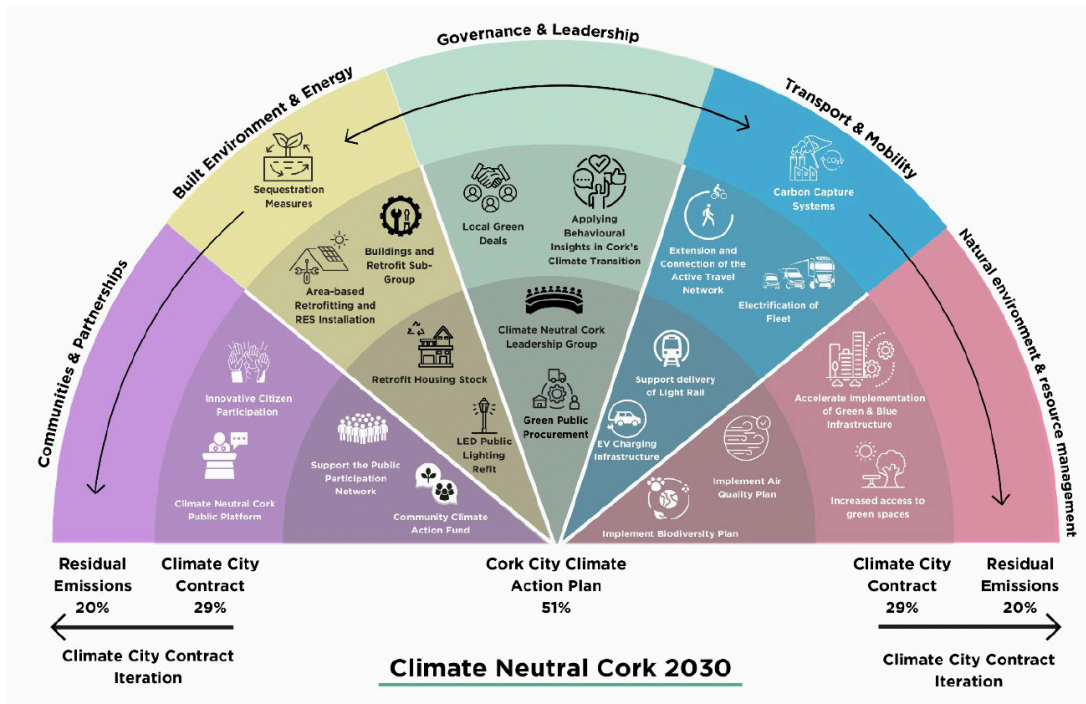 Governance & Leadership
Built Environment & Energy
Transport & Mobility
Communities & Partnerships
Natural environment & resource management
Sequestration
Measures
Carbon Capture
Systems
CO₂
Buildings and
Retrofit Sub-
Group
Area-based
Retrofitting and
RES Installation
Local Green
Deals
Applying
Behavioural
Insights in Cork's
Climate Transition
Extension and
Connection of the
Active Travel
Network
Electrification of
Fleet
Innovative Citizen
Participation
Climate Neutral Cork
Public Platform
Retrofit Housing Stock
LED Public
Lighting
Refit
Climate Neutral Cork
Leadership Group
Green Public
Procurement
Support delivery
of Light Rail
EV Charging
Infrastructure
Accelerate Implementation
of Green & Blue
Infrastructure
Increased access to
green spaces
Support the Public
Participation
Network
Community Climate
Action Fund
Implement Air
Quality Plan
Implement Biodiversity Plan
Residual
Emissions
20%
Climate City
Contract
29%
Cork City Climate
Action Plan
51%
Climate City
Contract
29%
Residual
Emissions
20%
Climate City Contract
Iteration
Climate City Contract
Iteration
Climate Neutral Cork 2030